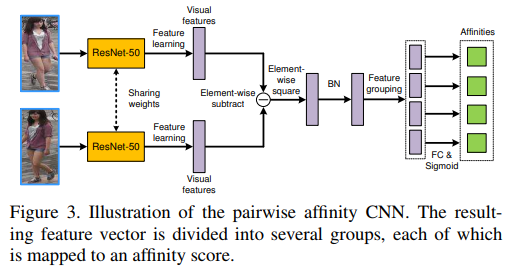 Visual
features
Affinities
Feature
learning
ResNet-50
Element-
wise
square
BN
Feature
grouping
Sharing
weights
Element-wise
subtract
Feature
learning
ResNet-50
FC &
Sigmoid
Visual
features
Figure 3. Illustration of the pairwise affinity CNN. The result-
ing feature vector is divided into several groups, each of which
is mapped to an affinity score.